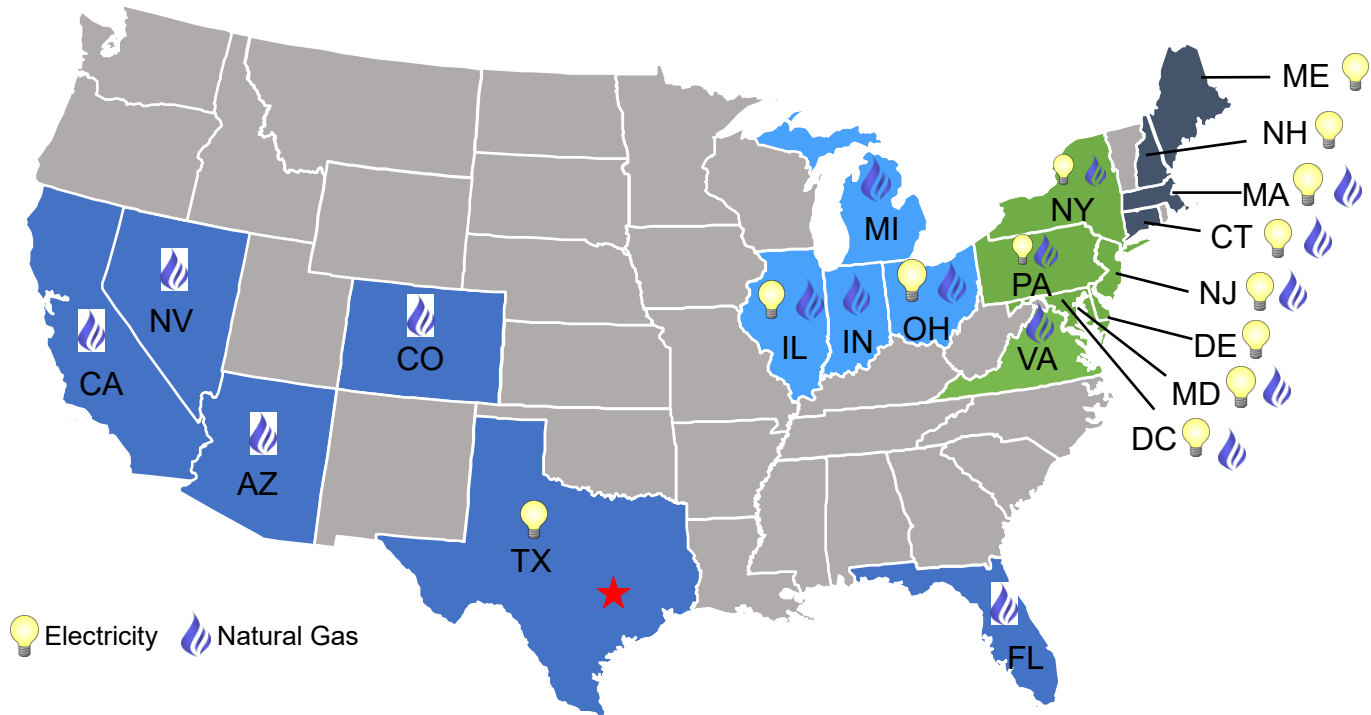 ME
NH
MA
NY
CT
MI
NJ
PA
NV
DE
IL
IN
OH
VA
CO
CA
MD
DC
AZ
TX
Electricity
Natural Gas
FL